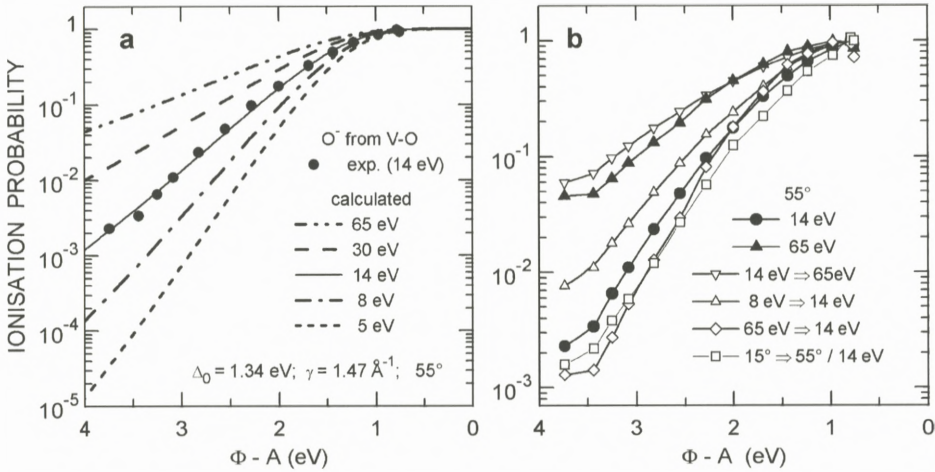 a
IONISATION PROBABILITY
1
10⁻¹
10⁻²
10⁻³
10⁻⁴
10⁻⁵
O⁻ from V-O
exp. (14 eV)
calculated
65 eV
30 eV
14 eV
8 eV
5 eV
Δ₀ = 1.34 eV; γ = 1.47 Å⁻¹; 55°
4 3 2 1 0
Φ - A (eV)
b
1
10⁻¹
10⁻²
10⁻³
55°
14 eV
65 eV
14 eV ⇒ 65eV
8 eV ⇒ 14 eV
65 eV ⇒ 14 eV
15° ⇒ 55° / 14 eV
4 3 2 1 0
Φ - A (eV)